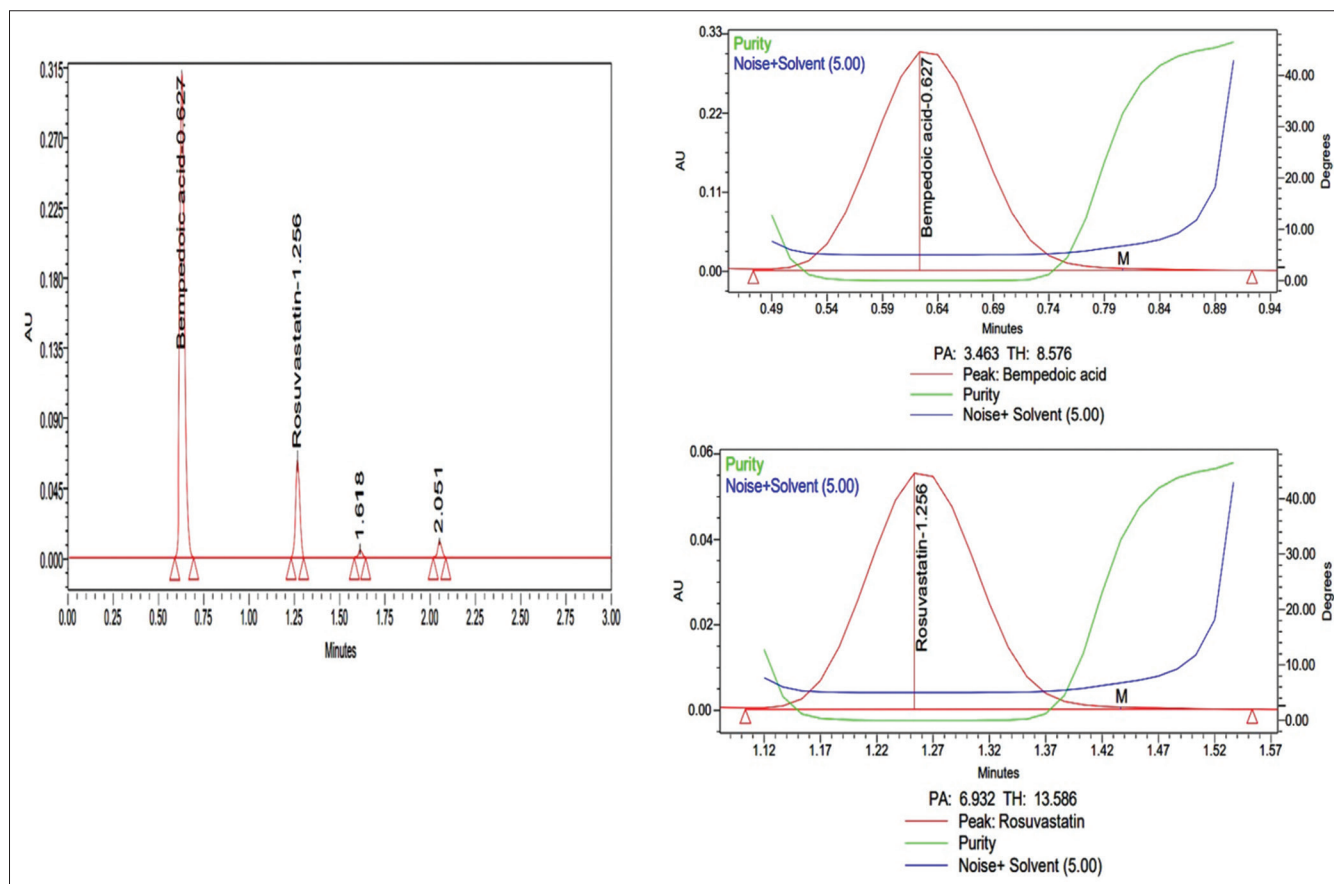 0.315
0.270
0.225
0.180
0.135
0.090
0.045
0.000
AU
Bempedoic acid-0.627
Rosuvastatin-1.256
1.618
2.051
0.00 0.25 0.50 0.75 1.00 1.25 1.50 1.75 2.00 2.25 2.50 2.75 3.00
Minutes
Purity
Noise+Solvent (5.00)
0.33
0.22
0.11
0.00
AU
Bempedoic acid-0.627
M
40.00
30.00
20.00
10.00
0.00
Degrees
0.49 0.54 0.59 0.64 0.69 0.74 0.79 0.84 0.89 0.94
Minutes
PA: 3.463 TH: 8.576
Peak: Bempedoic acid
Purity
Noise+ Solvent (5.00)
Purity
Noise+Solvent (5.00)
0.06
0.04
0.02
0.00
AU
Rosuvastatin-1.256
M
40.00
30.00
20.00
10.00
0.00
Degrees
1.12 1.17 1.22 1.27 1.32 1.37 1.42 1.47 1.52 1.57
Minutes
PA: 6.932 TH: 13.586
Peak: Rosuvastatin
Purity
Noise+ Solvent (5.00)